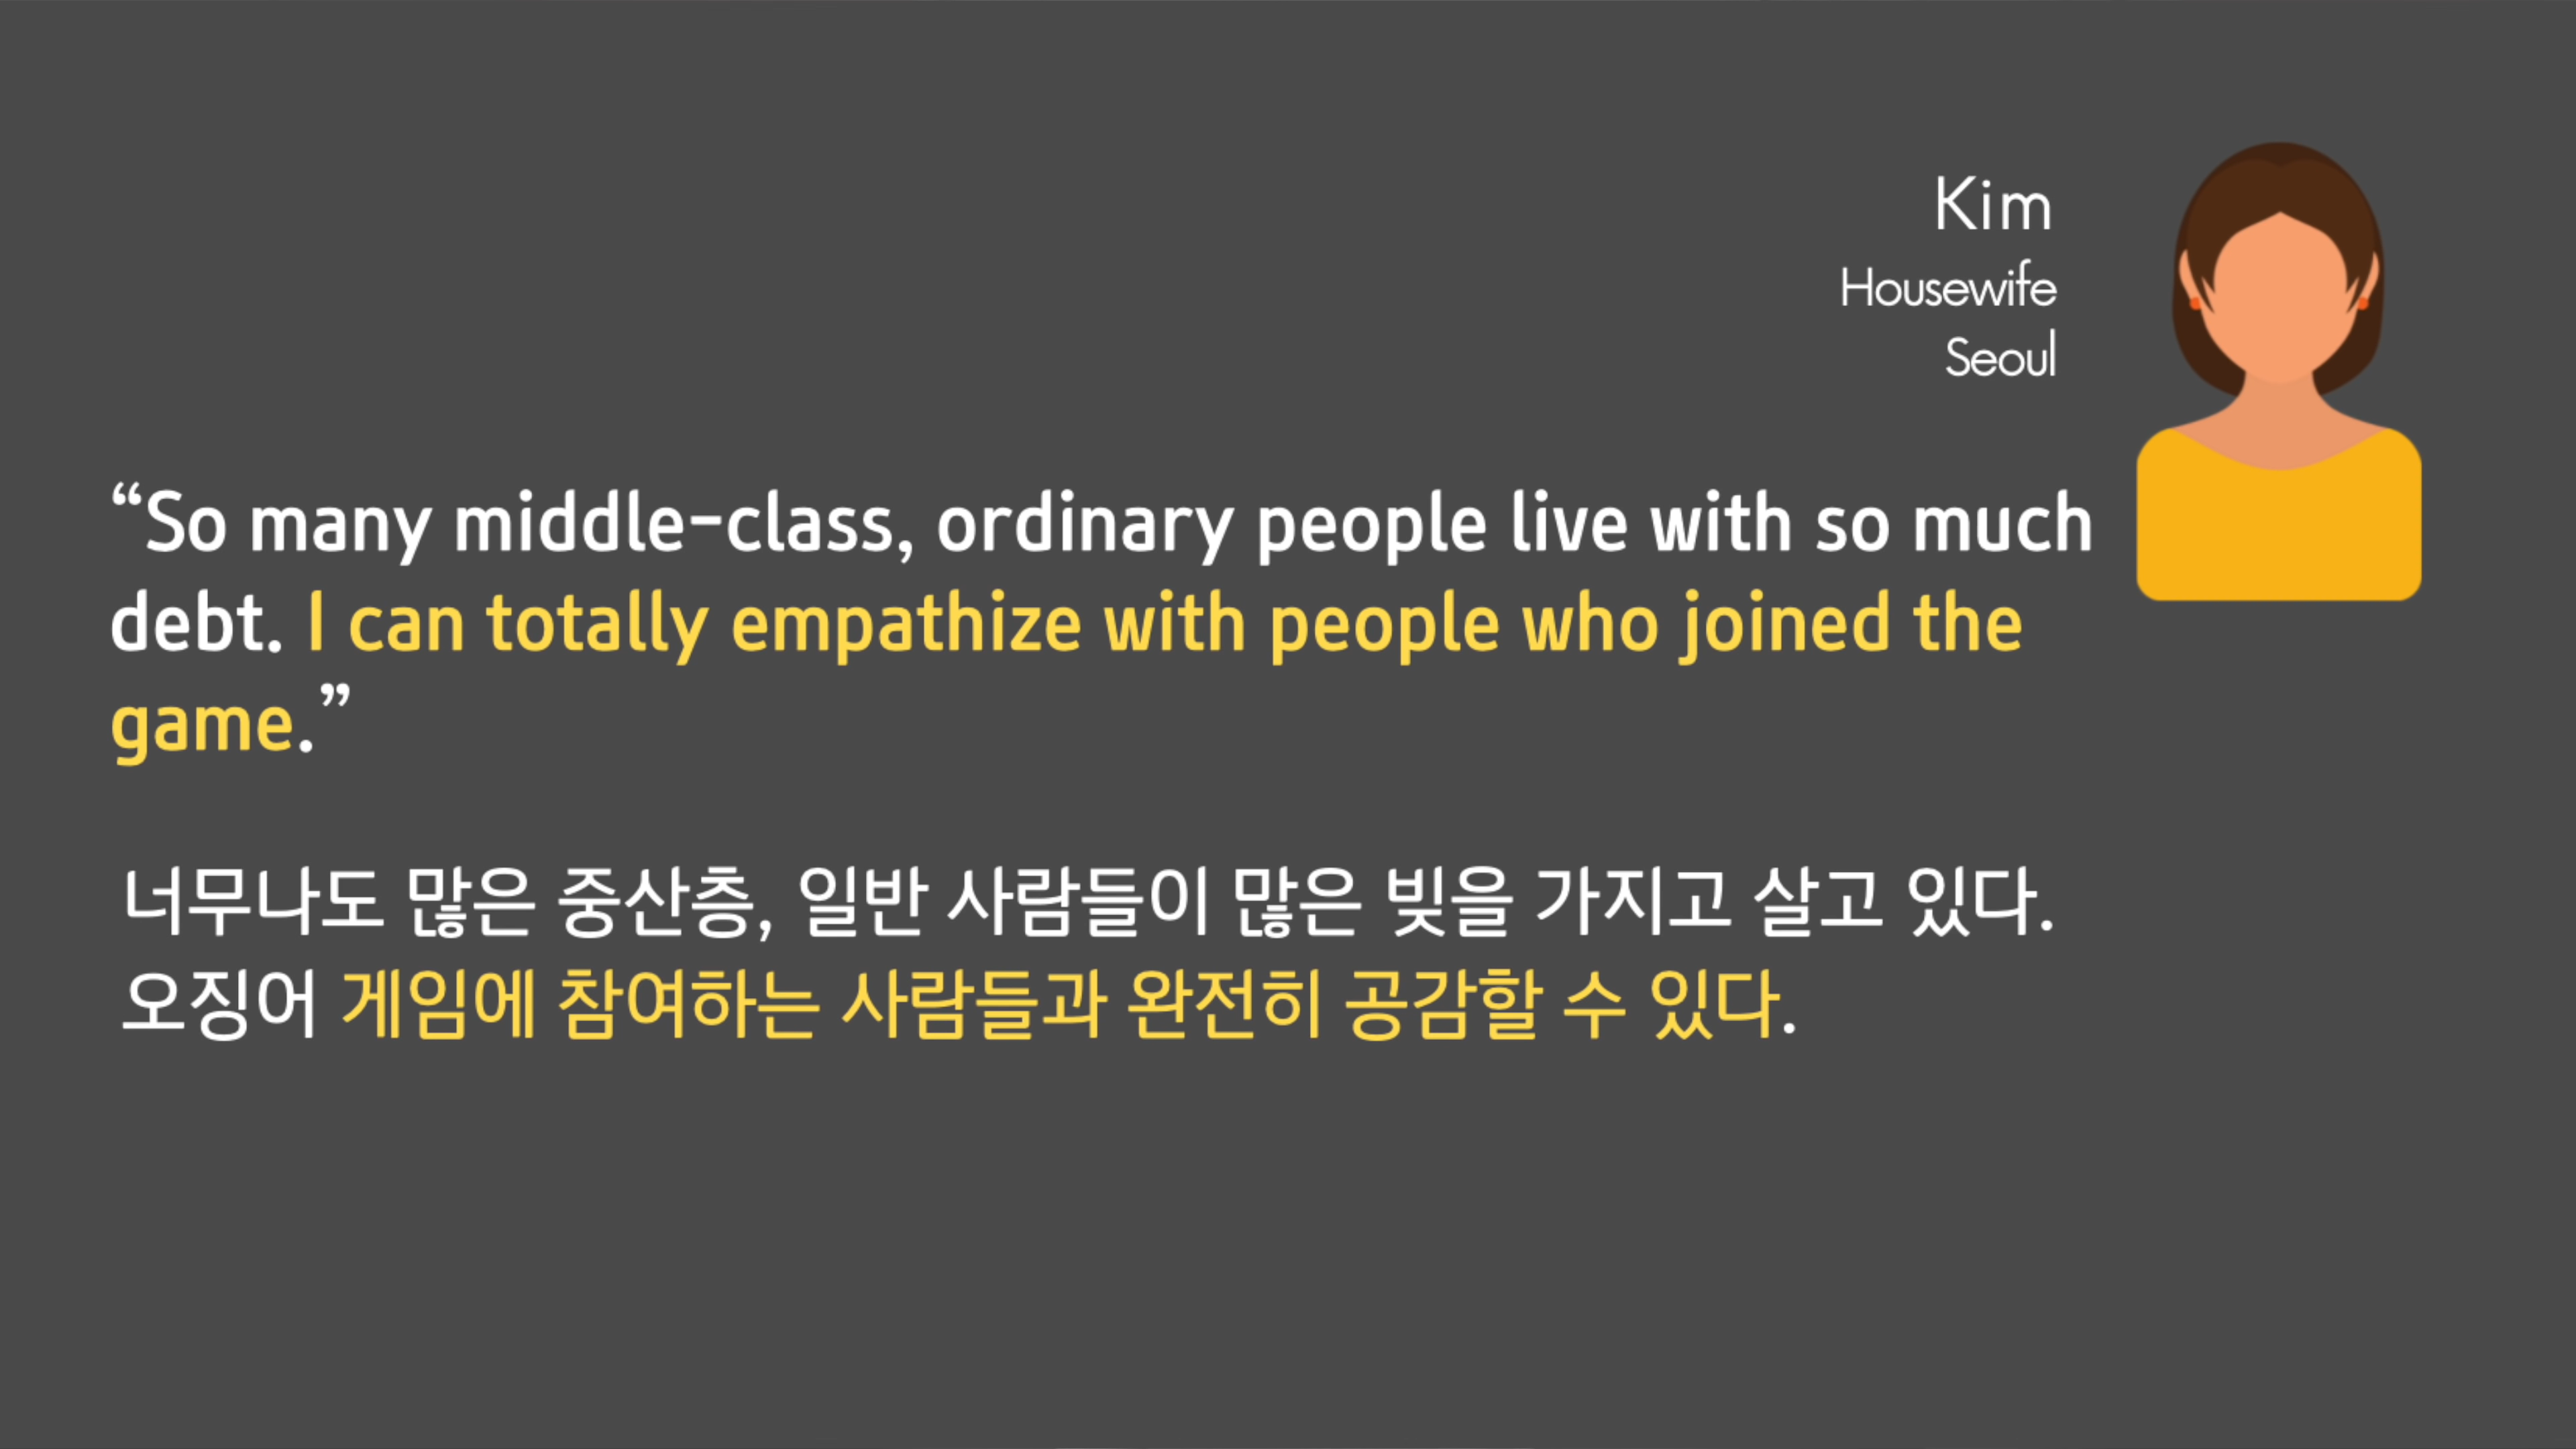 Kim
Housewife
Seoul
“So many middle-class, ordinary people live with so much
debt. I can totally empathize with people who joined the
game.”
너무나도 많은 중산층, 일반 사람들이 많은 빚을 가지고 살고 있다.
오징어 게임에 참여하는 사람들과 완전히 공감할 수 있다.